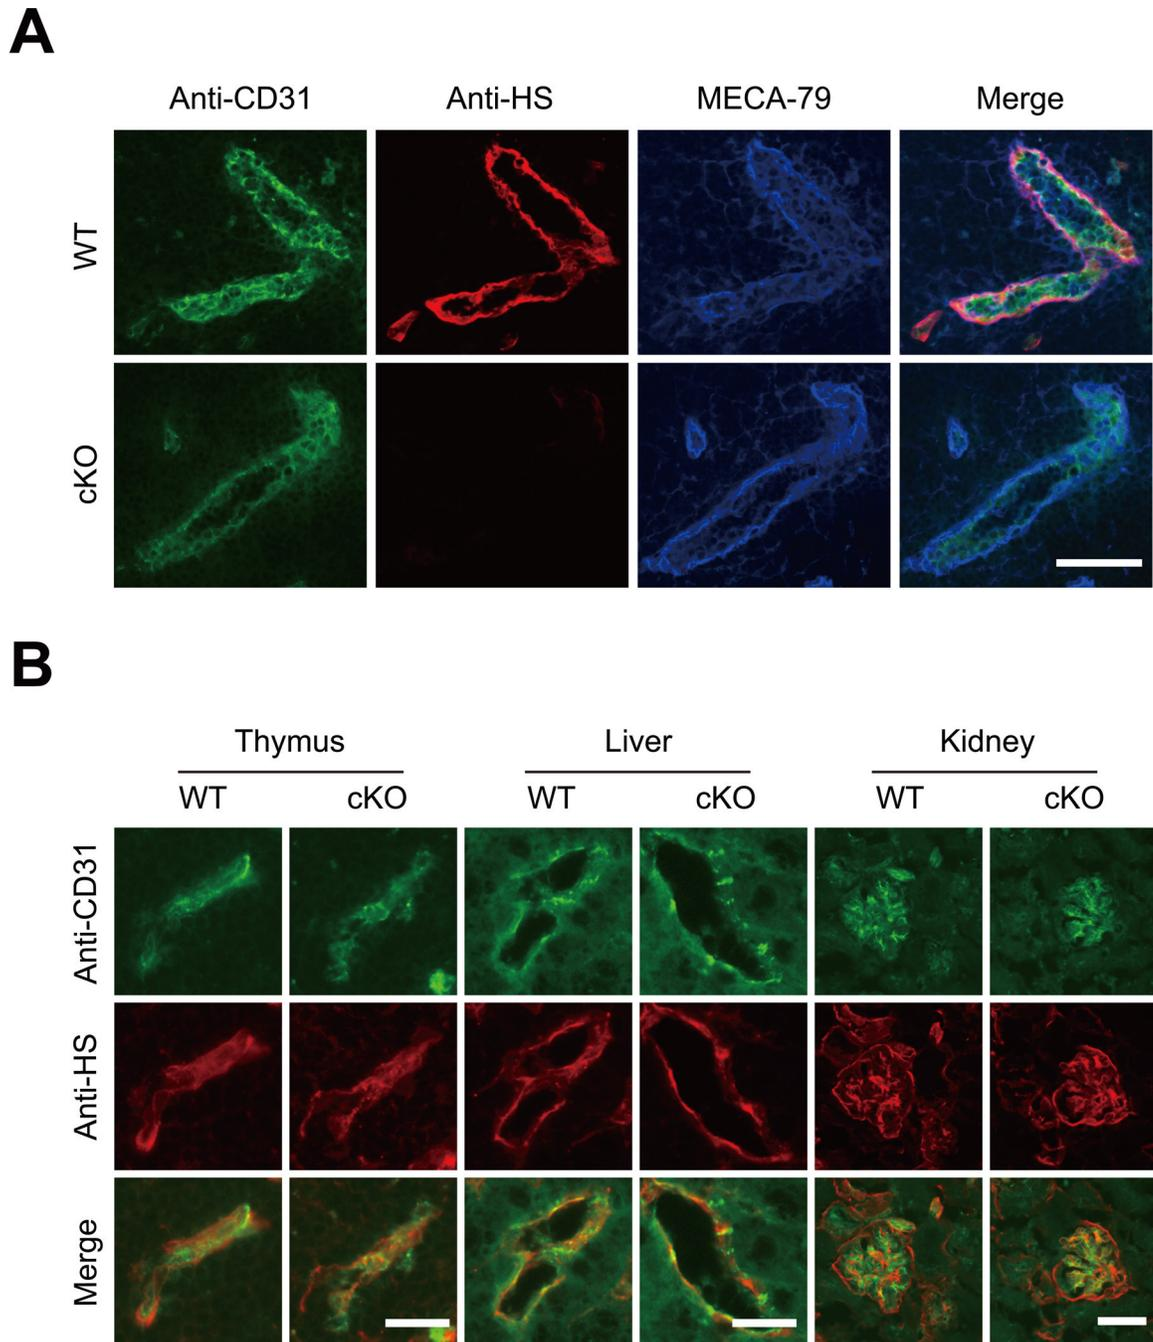 A
Anti-CD31 Anti-HS MECA-79 Merge
WT
cKO
B
Thymus Liver Kidney
WT cKO WT cKO WT cKO
Anti-CD31
Anti-HS
Merge